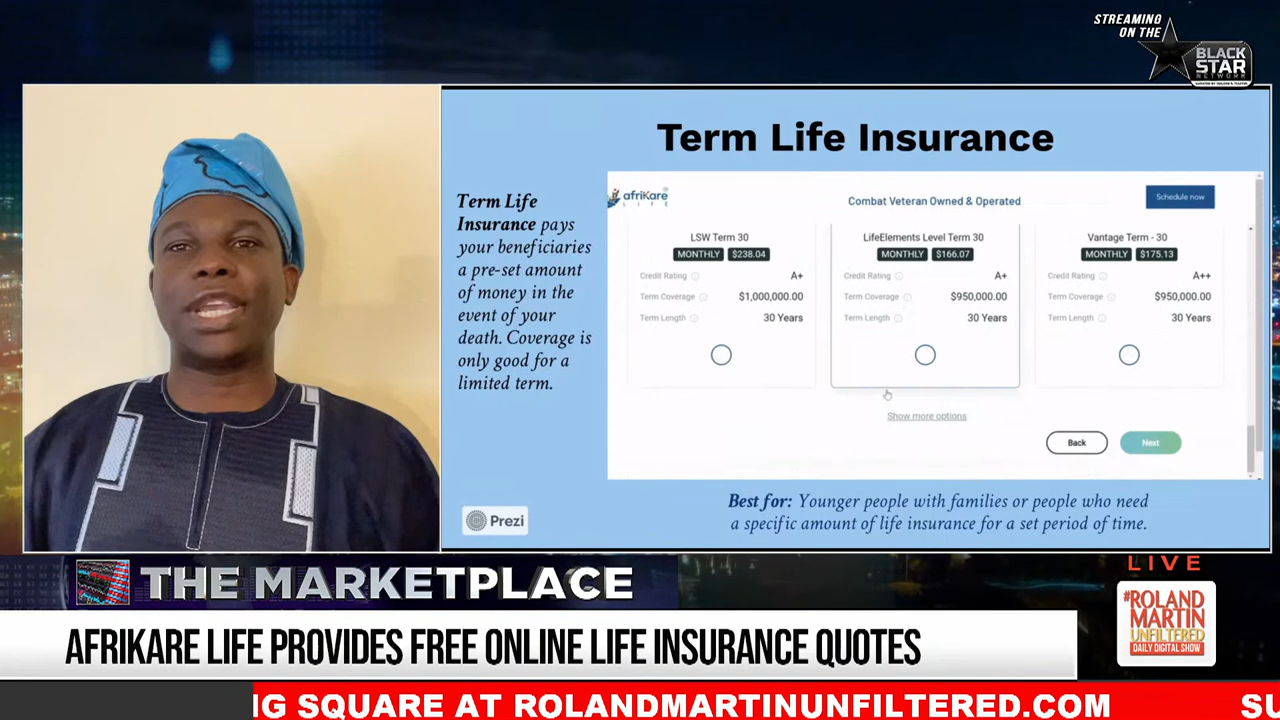 STREAMING
ON THE
BLACK
STAR
NETWORK
Term Life Insurance
Term Life
Insurance pays
your beneficiaries
a pre-set amount
of money in the
event of your
death. Coverage is
only good for a
limited term.
afriKare
LIFE
Combat Veteran Owned & Operated
Schedule now
LSW Term 30
MONTHLY $238.04
Credit Rating A+
Term Coverage $1,000,000.00
Term Length 30 Years
LifeElements Level Term 30
MONTHLY $166.07
Credit Rating A+
Term Coverage $950,000.00
Term Length 30 Years
Vantage Term - 30
MONTHLY $175.13
Credit Rating A++
Term Coverage $950,000.00
Term Length 30 Years
Show more options
Back
Next
Best for: Younger people with families or people who need
a specific amount of life insurance for a set period of time.
Prezi
THE MARKETPLACE
AFRIKARE LIFE PROVIDES FREE ONLINE LIFE INSURANCE QUOTES
LIVE
#ROLAND
MARTIN
UNFILTERED
DAILY DIGITAL SHOW
IG SQUARE AT ROLANDMARTINUNFILTERED.COM SU